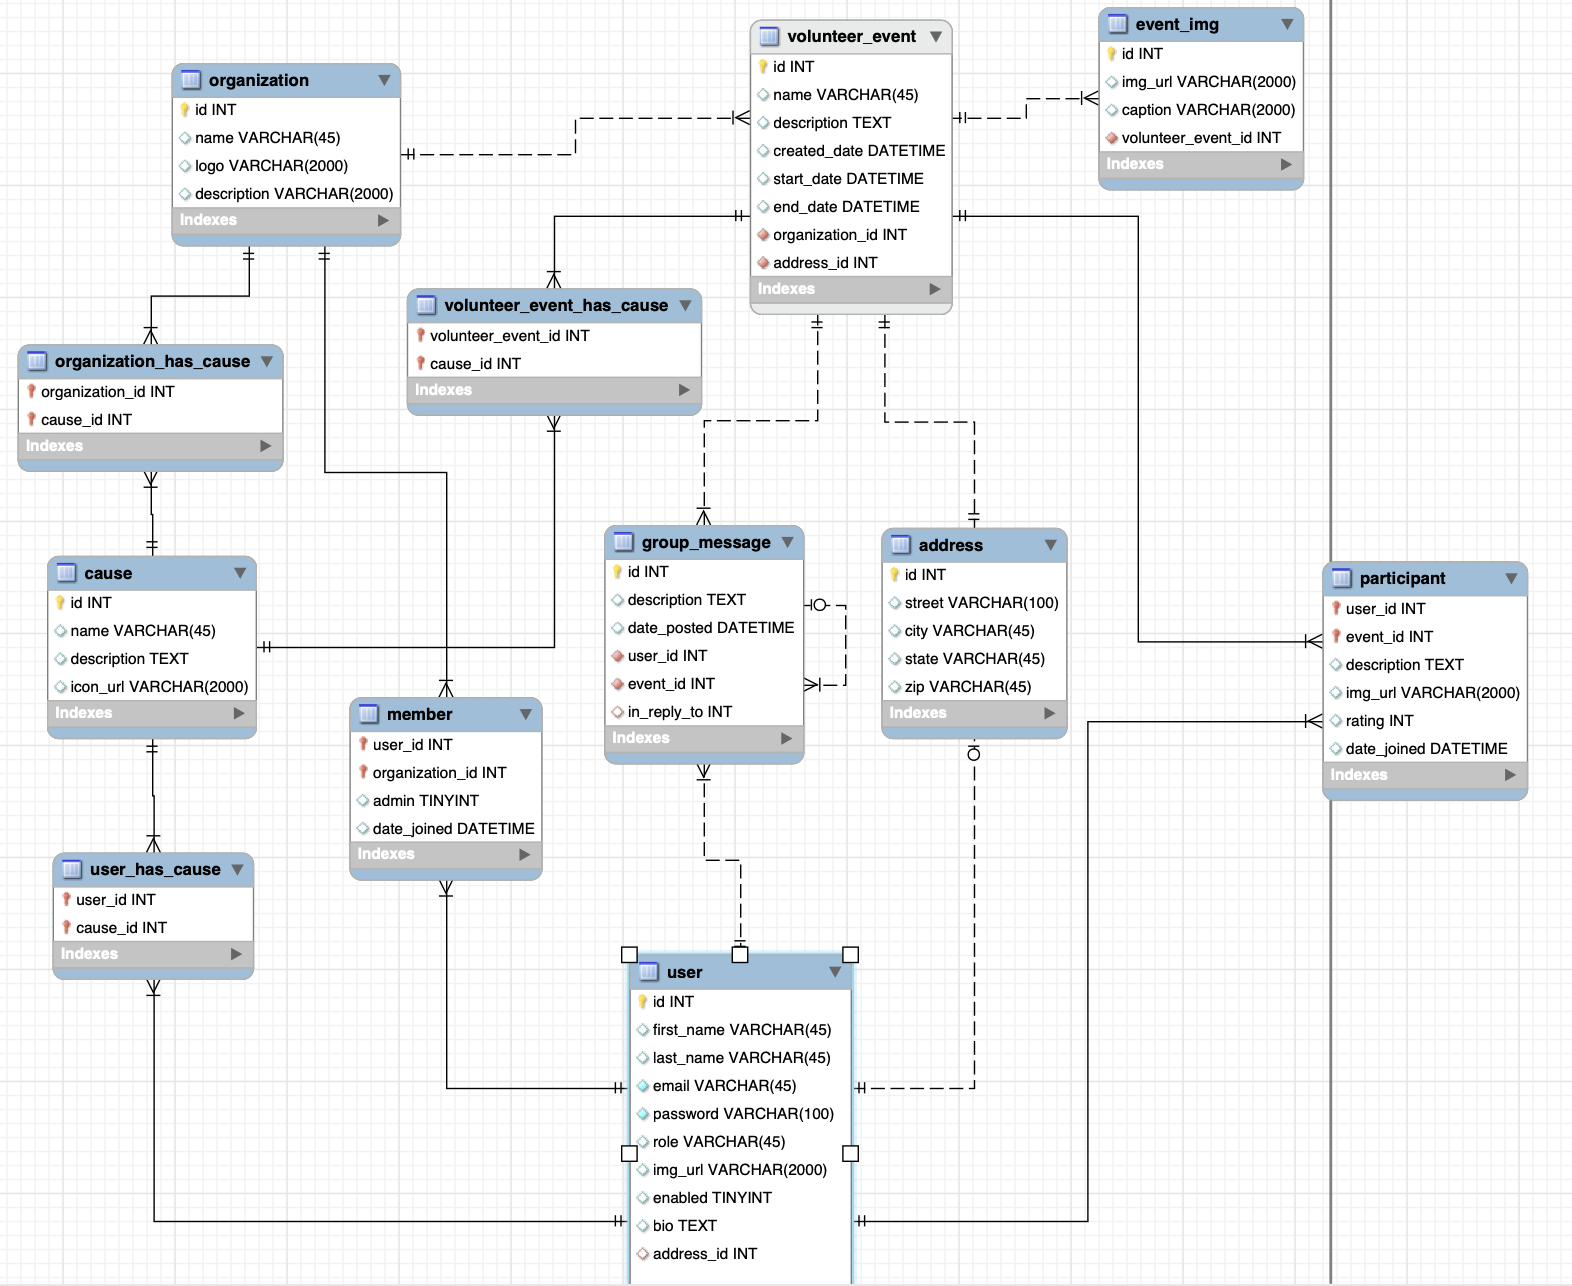 organization
id INT
name VARCHAR(45)
logo VARCHAR(2000)
description VARCHAR(2000)
Indexes
volunteer_event
id INT
name VARCHAR(45)
description TEXT
created_date DATETIME
start_date DATETIME
end_date DATETIME
organization_id INT
address_id INT
Indexes
event_img
id INT
img_url VARCHAR(2000)
caption VARCHAR(2000)
volunteer_event_id INT
Indexes
volunteer_event_has_cause
volunteer_event_id INT
cause_id INT
Indexes
organization_has_cause
organization_id INT
cause_id INT
Indexes
cause
id INT
name VARCHAR(45)
description TEXT
icon_url VARCHAR(2000)
Indexes
group_message
id INT
description TEXT
date_posted DATETIME
user_id INT
event_id INT
in_reply_to INT
Indexes
address
id INT
street VARCHAR(100)
city VARCHAR(45)
state VARCHAR(45)
zip VARCHAR(45)
Indexes
participant
user_id INT
event_id INT
description TEXT
img_url VARCHAR(2000)
rating INT
date_joined DATETIME
Indexes
member
user_id INT
organization_id INT
admin TINYINT
date_joined DATETIME
Indexes
user_has_cause
user_id INT
cause_id INT
Indexes
user
id INT
first_name VARCHAR(45)
last_name VARCHAR(45)
email VARCHAR(45)
password VARCHAR(100)
role VARCHAR(45)
img_url VARCHAR(2000)
enabled TINYINT
bio TEXT
address_id INT